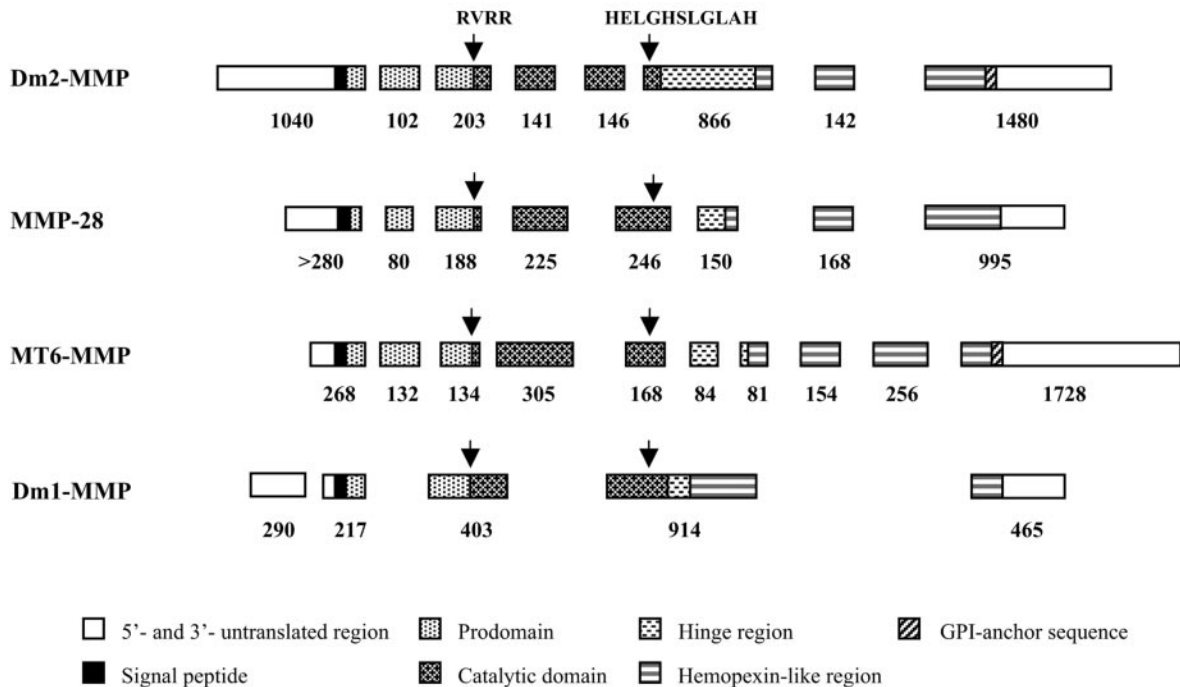 RVRR HELGHSLGLAH
Dm2-MMP
1040 102 203 141 146 866 142 1480
MMP-28
>280 80 188 225 246 150 168 995
MT6-MMP
268 132 134 305 168 84 81 154 256 1728
Dm1-MMP
290 217 403 914 465
5’- and 3’- untranslated region Prodomain Hinge region GPI-anchor sequence
Signal peptide Catalytic domain Hemopexin-like region